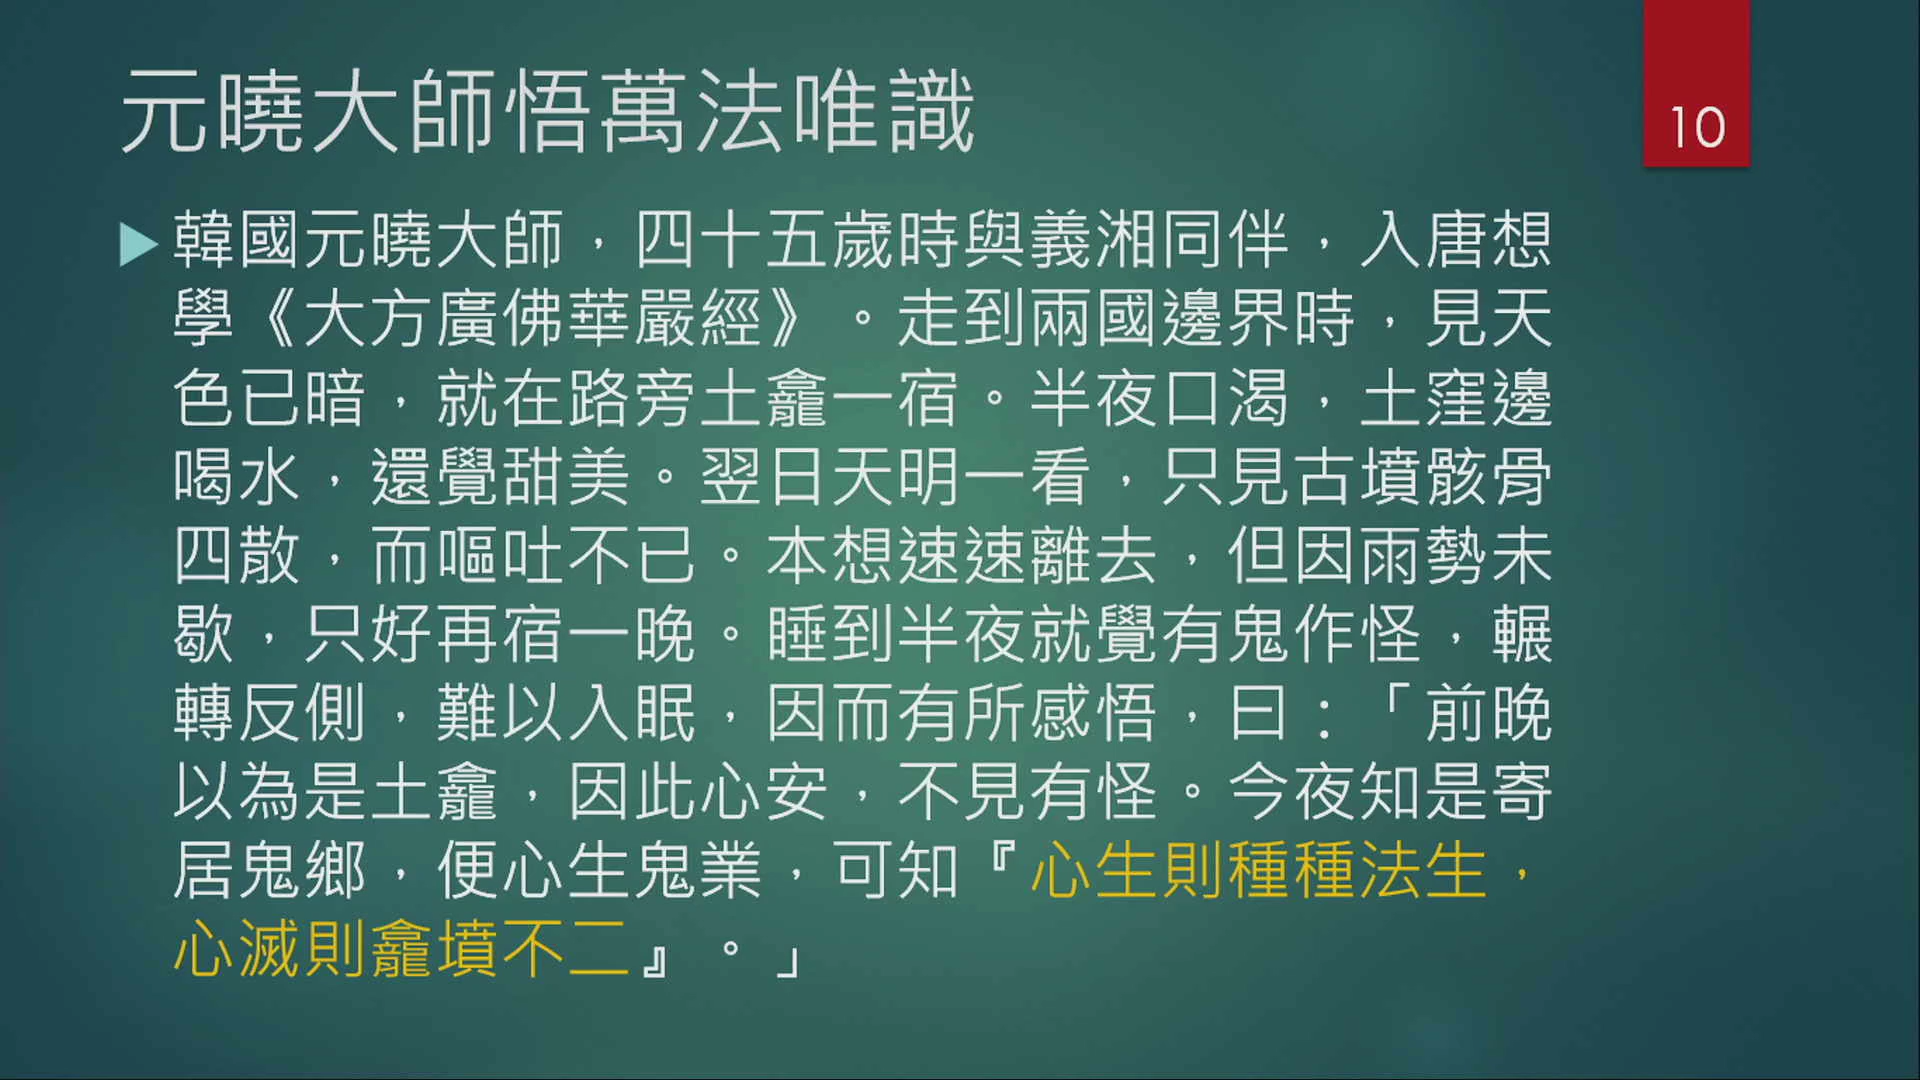 元曉大師悟萬法唯識
10
韓國元曉大師，四十五歲時與義湘同伴，入唐想
學《大方廣佛華嚴經》。走到兩國邊界時，見天
色已暗，就在路旁土龕一宿。半夜口渴，土窪邊
喝水，還覺甜美。翌日天明一看，只見古墳骸骨
四散，而嘔吐不已。本想速速離去，但因雨勢未
歇，只好再宿一晚。睡到半夜就覺有鬼作怪，輾
轉反側，難以入眠，因而有所感悟，曰：「前晚
以為是土龕，因此心安，不見有怪。今夜知是寄
居鬼鄉，便心生鬼業，可知『心生則種種法生，
心滅則龕墳不二』。」